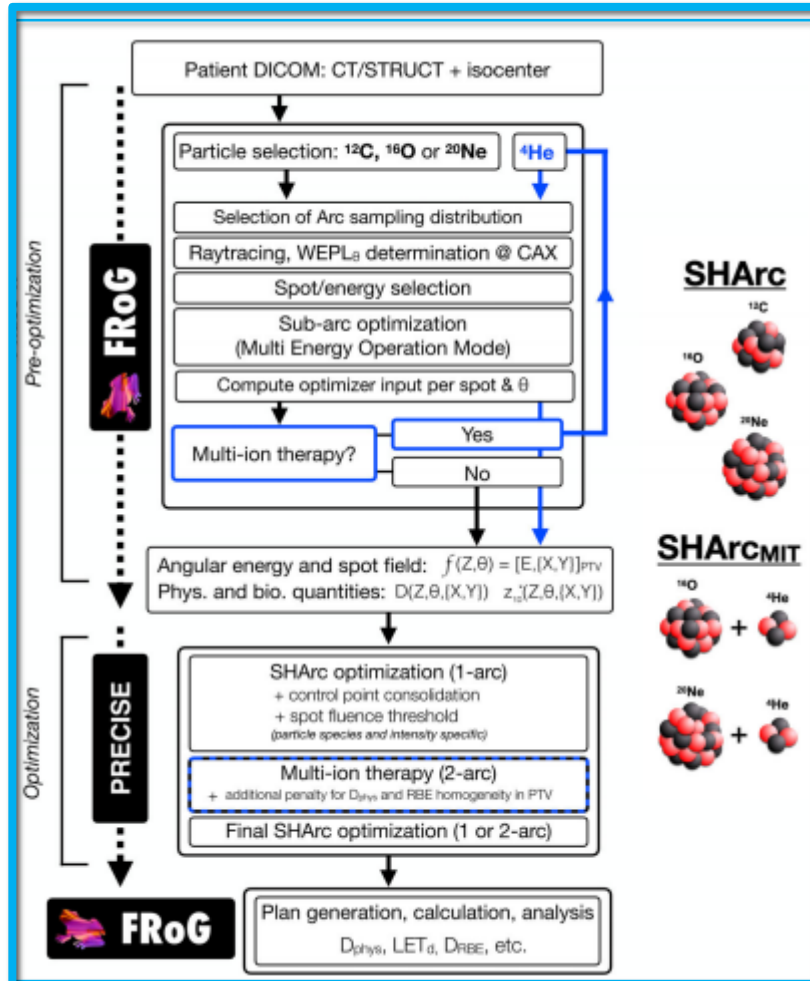 Patient DICOM: CT/STRUCT + isocenter
Particle selection: ¹²C, ¹⁶O or ²⁰Ne
⁴He
Selection of Arc sampling distribution
Raytracing, WEPLθ determination @ CAX
Spot/energy selection
Sub-arc optimization
(Multi Energy Operation Mode)
Compute optimizer input per spot & θ
Multi-ion therapy?
Yes
No
Pre-optimization
FRoG
Angular energy and spot field: f(Z,θ) = [E,{X,Y}]PTV
Phys. and bio. quantities: D(Z,θ,{X,Y}) z*₁D(Z,θ,{X,Y})
Optimization
PRECISE
SHArc optimization (1-arc)
+ control point consolidation
+ spot fluence threshold
(particle species and intensity specific)
Multi-ion therapy (2-arc)
+ additional penalty for Dphys and RBE homogeneity in PTV
Final SHArc optimization (1 or 2-arc)
FRoG
Plan generation, calculation, analysis
Dphys, LETd, DRBE, etc.
SHArc
¹²C
¹⁶O
²⁰Ne
SHArcMIT
¹⁶O
⁴He
+
²⁰Ne
⁴He
+